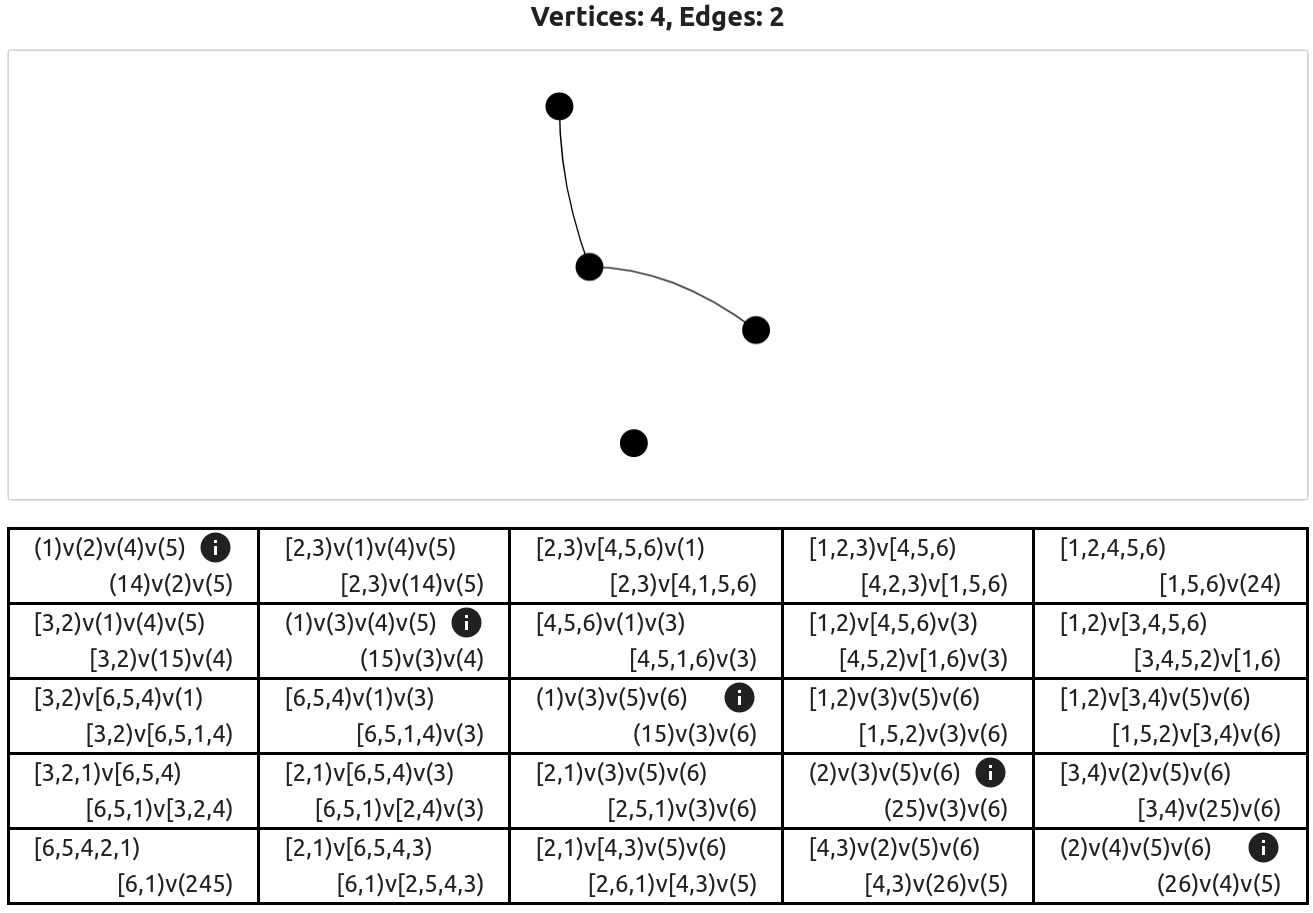 Vertices: 4, Edges: 2
(1)v(2)v(4)v(5)
(14)v(2)v(5)
[2,3)v(1)v(4)v(5)
[2,3)v(14)v(5)
[2,3)v[4,5,6)v(1)
[2,3)v[4,1,5,6)
[1,2,3)v[4,5,6)
[4,2,3)v[1,5,6)
[1,2,4,5,6)
[1,5,6)v(24)
[3,2)v(1)v(4)v(5)
[3,2)v(15)v(4)
(1)v(3)v(4)v(5)
(15)v(3)v(4)
[4,5,6)v(1)v(3)
[4,5,1,6)v(3)
[1,2)v[4,5,6)v(3)
[4,5,2)v[1,6)v(3)
[1,2)v[3,4,5,6)
[3,4,5,2)v[1,6)
[3,2)v[6,5,4)v(1)
[3,2)v[6,5,1,4)
[6,5,4)v(1)v(3)
[6,5,1,4)v(3)
(1)v(3)v(5)v(6)
(15)v(3)v(6)
[1,2)v(3)v(5)v(6)
[1,5,2)v(3)v(6)
[1,2)v[3,4)v(5)v(6)
[1,5,2)v[3,4)v(6)
[3,2,1)v[6,5,4)
[6,5,1)v[3,2,4)
[2,1)v[6,5,4)v(3)
[6,5,1)v[2,4)v(3)
[2,1)v(3)v(5)v(6)
[2,5,1)v(3)v(6)
(2)v(3)v(5)v(6)
(25)v(3)v(6)
[3,4)v(2)v(5)v(6)
[3,4)v(25)v(6)
[6,5,4,2,1)
[6,1)v(245)
[2,1)v[6,5,4,3)
[6,1)v[2,5,4,3)
[2,1)v[4,3)v(5)v(6)
[2,6,1)v[4,3)v(5)
[4,3)v(2)v(5)v(6)
[4,3)v(26)v(5)
(2)v(4)v(5)v(6)
(26)v(4)v(5)